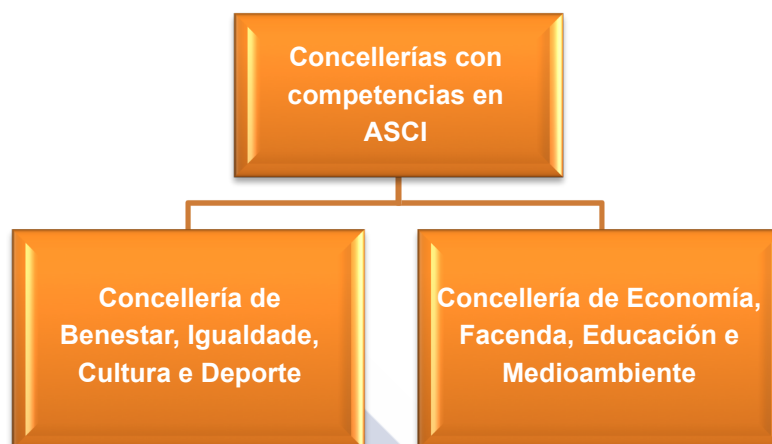 Concellerías con
competencias en
ASCI
Concellería de
Benestar, Igualdade,
Cultura e Deporte
Concellería de Economía,
Facenda, Educación e
Medioambiente